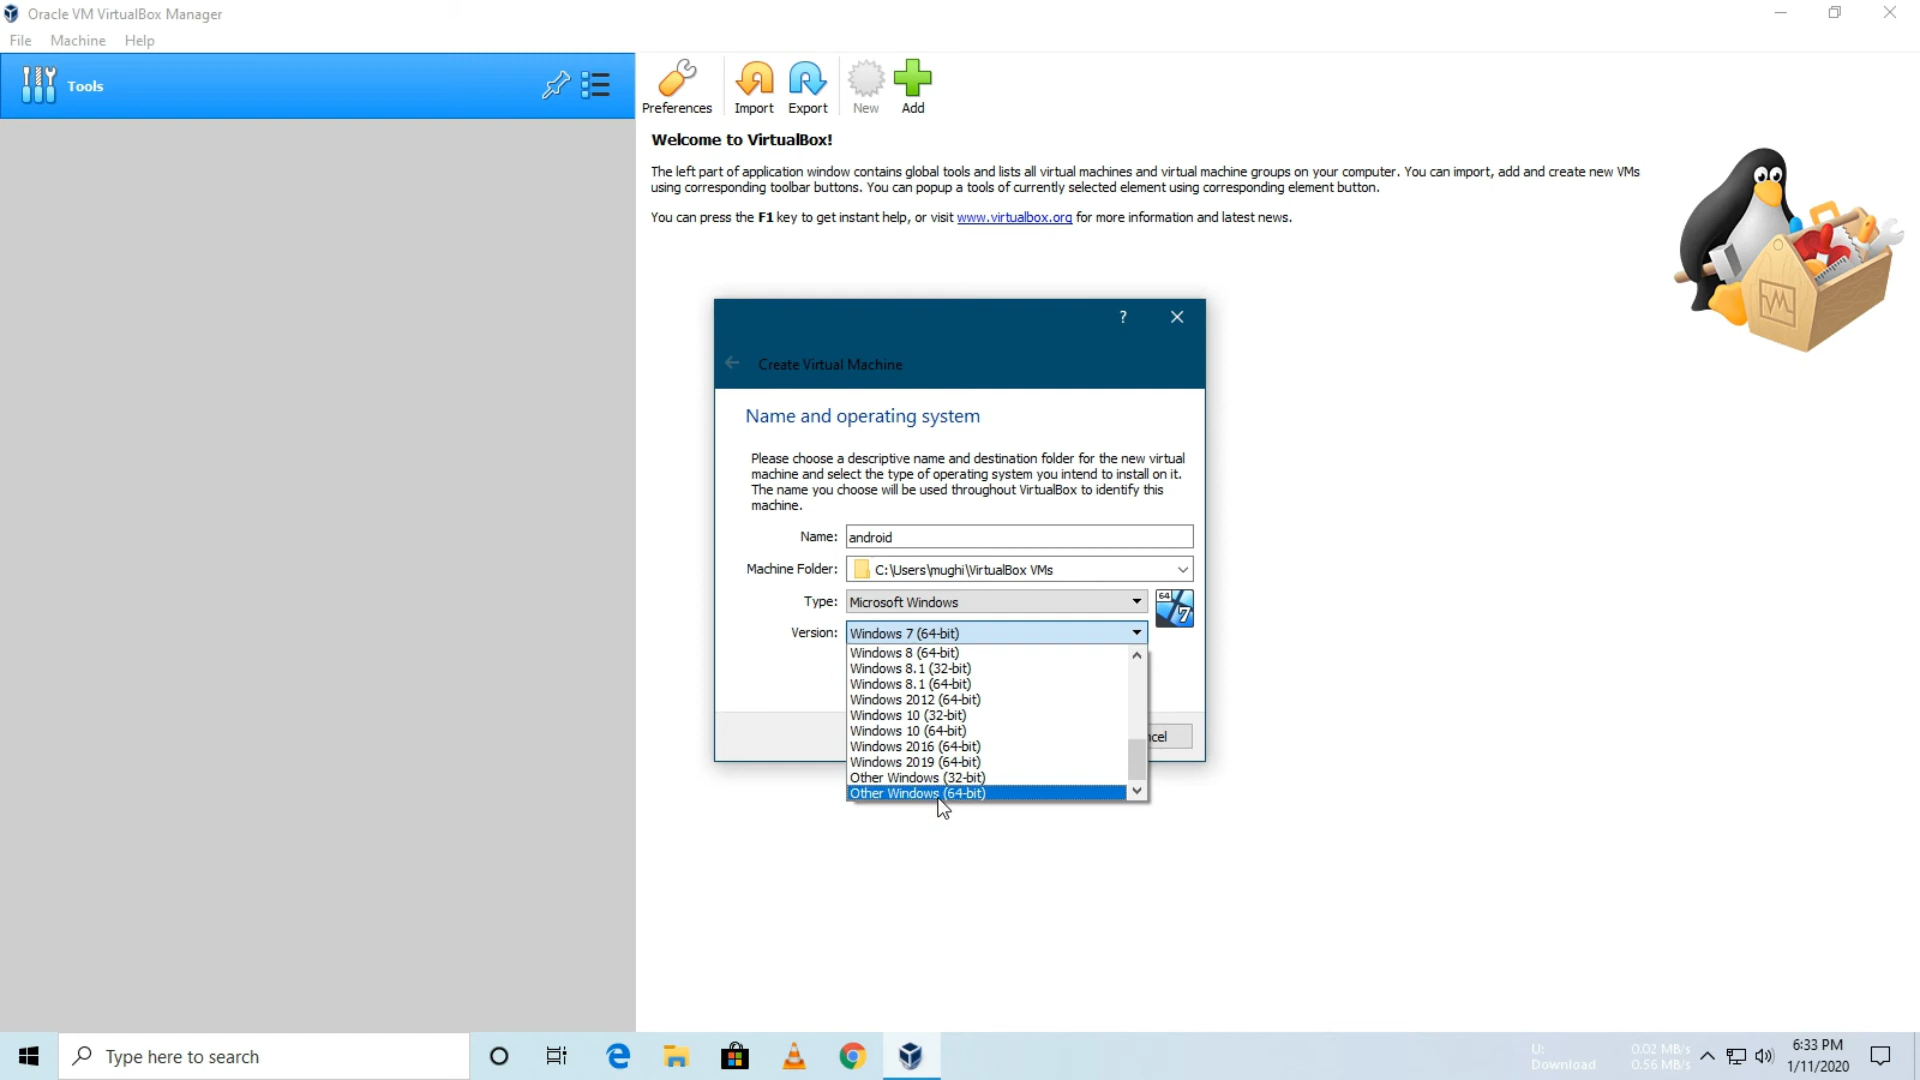 Oracle VM VirtualBox Manager
File Machine Help
Tools
Preferences Import Export New Add
Welcome to VirtualBox!
The left part of application window contains global tools and lists all virtual machines and virtual machine groups on your computer. You can import, add and create new VMs
using corresponding toolbar buttons. You can popup a tools of currently selected element using corresponding element button.
You can press the F1 key to get instant help, or visit www.virtualbox.org for more information and latest news.
?
Create Virtual Machine
Name and operating system
Please choose a descriptive name and destination folder for the new virtual
machine and select the type of operating system you intend to install on it.
The name you choose will be used throughout VirtualBox to identify this
machine.
Name: android
Machine Folder: C:\Users\mughi\VirtualBox VMs
Type: Microsoft Windows
64
7
Version: Windows 7 (64-bit)
Windows 8 (64-bit)
Windows 8.1 (32-bit)
Windows 8.1 (64-bit)
Windows 2012 (64-bit)
Windows 10 (32-bit)
Windows 10 (64-bit)
Windows 2016 (64-bit)
Windows 2019 (64-bit)
Other Windows (32-bit)
Other Windows (64-bit)
ncel
Type here to search
U: 0.02 MB/s
Download 0.56 MB/s
6:33 PM
1/11/2020